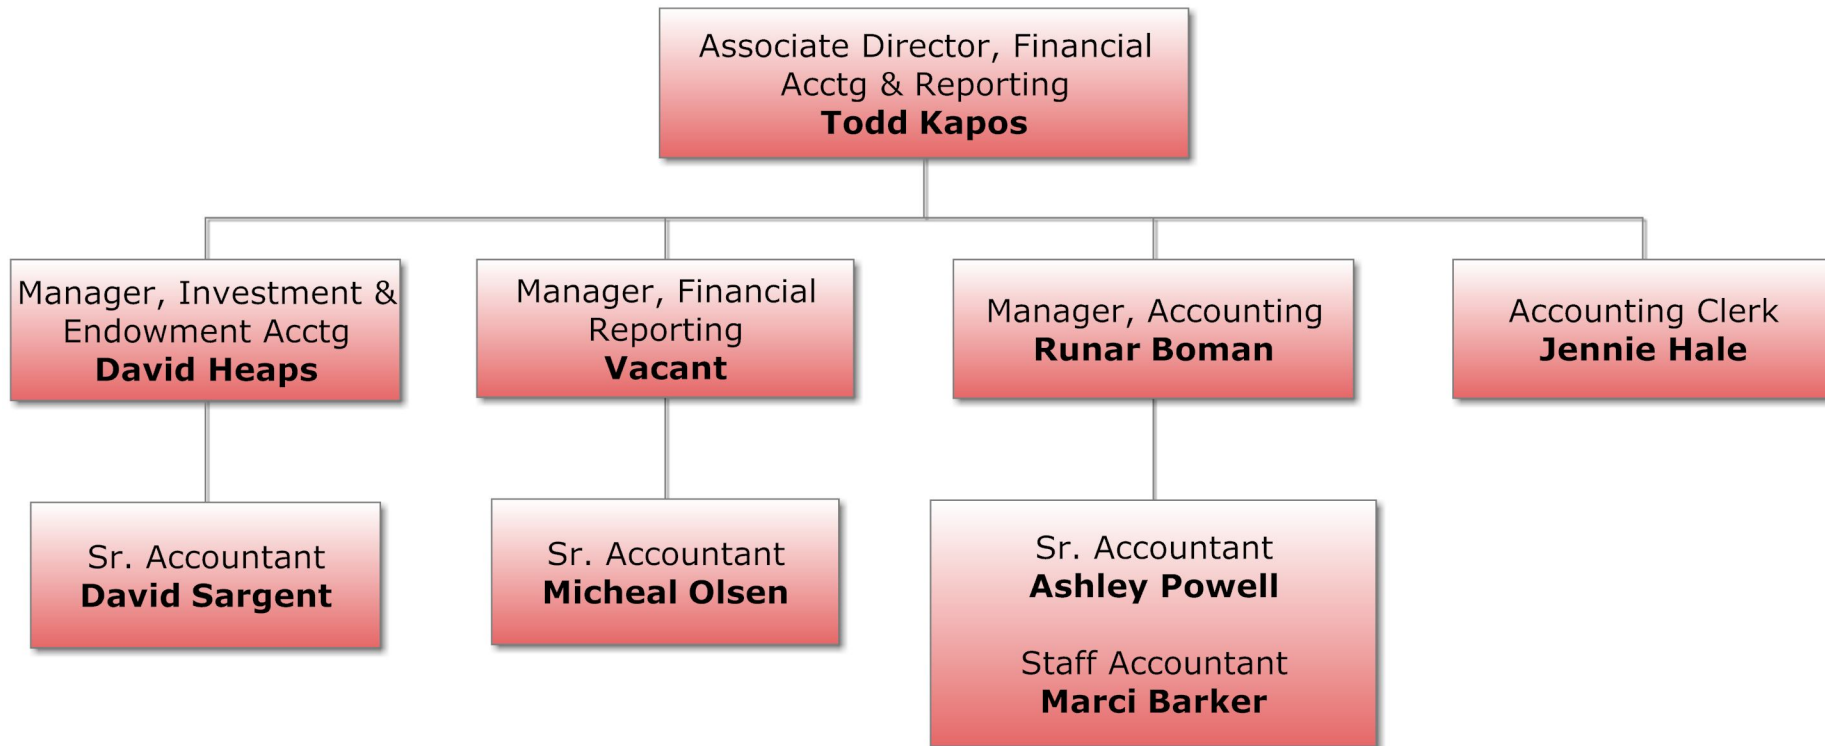 Associate Director, Financial
Acctg & Reporting
Todd Kapos
Manager, Investment &
Endowment Acctg
David Heaps
Manager, Financial
Reporting
Vacant
Manager, Accounting
Runar Boman
Accounting Clerk
Jennie Hale
Sr. Accountant
David Sargent
Sr. Accountant
Micheal Olsen
Sr. Accountant
Ashley Powell
Staff Accountant
Marci Barker